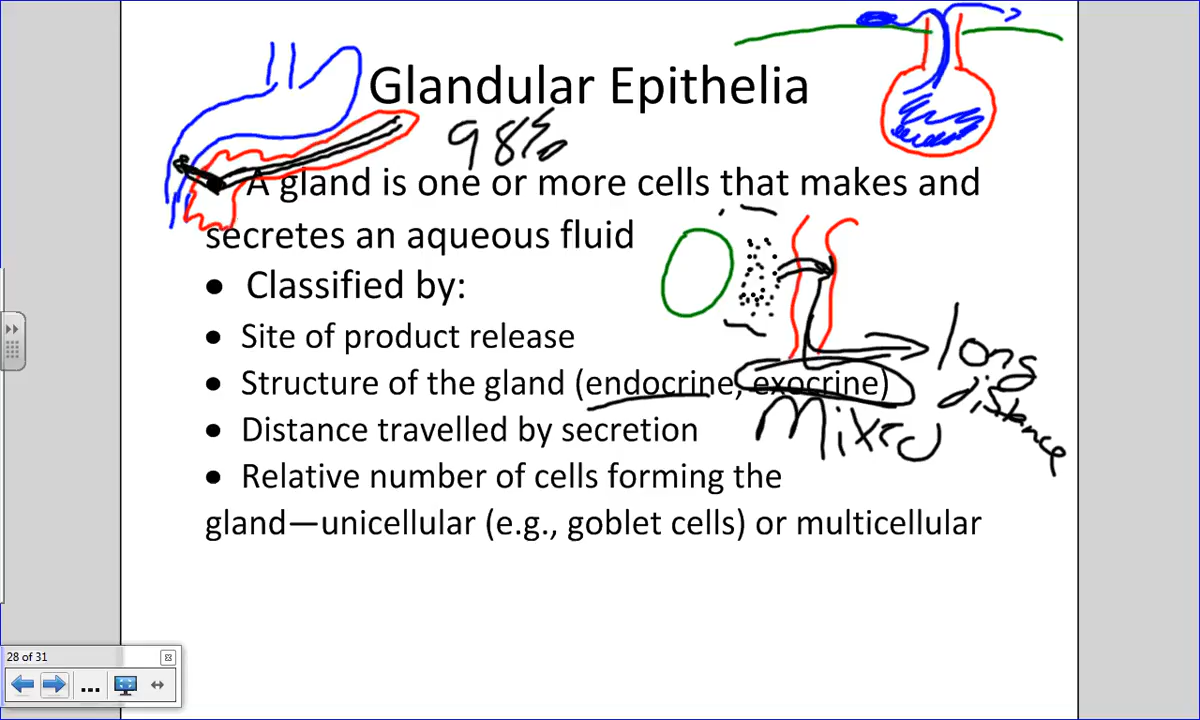 Glandular Epithelia
98%
• A gland is one or more cells that makes and
secretes an aqueous fluid
• Classified by:
• Site of product release
• Structure of the gland (endocrine, exocrine)
Mixed
long
distance
• Distance travelled by secretion
• Relative number of cells forming the
gland—unicellular (e.g., goblet cells) or multicellular
28 of 31
...